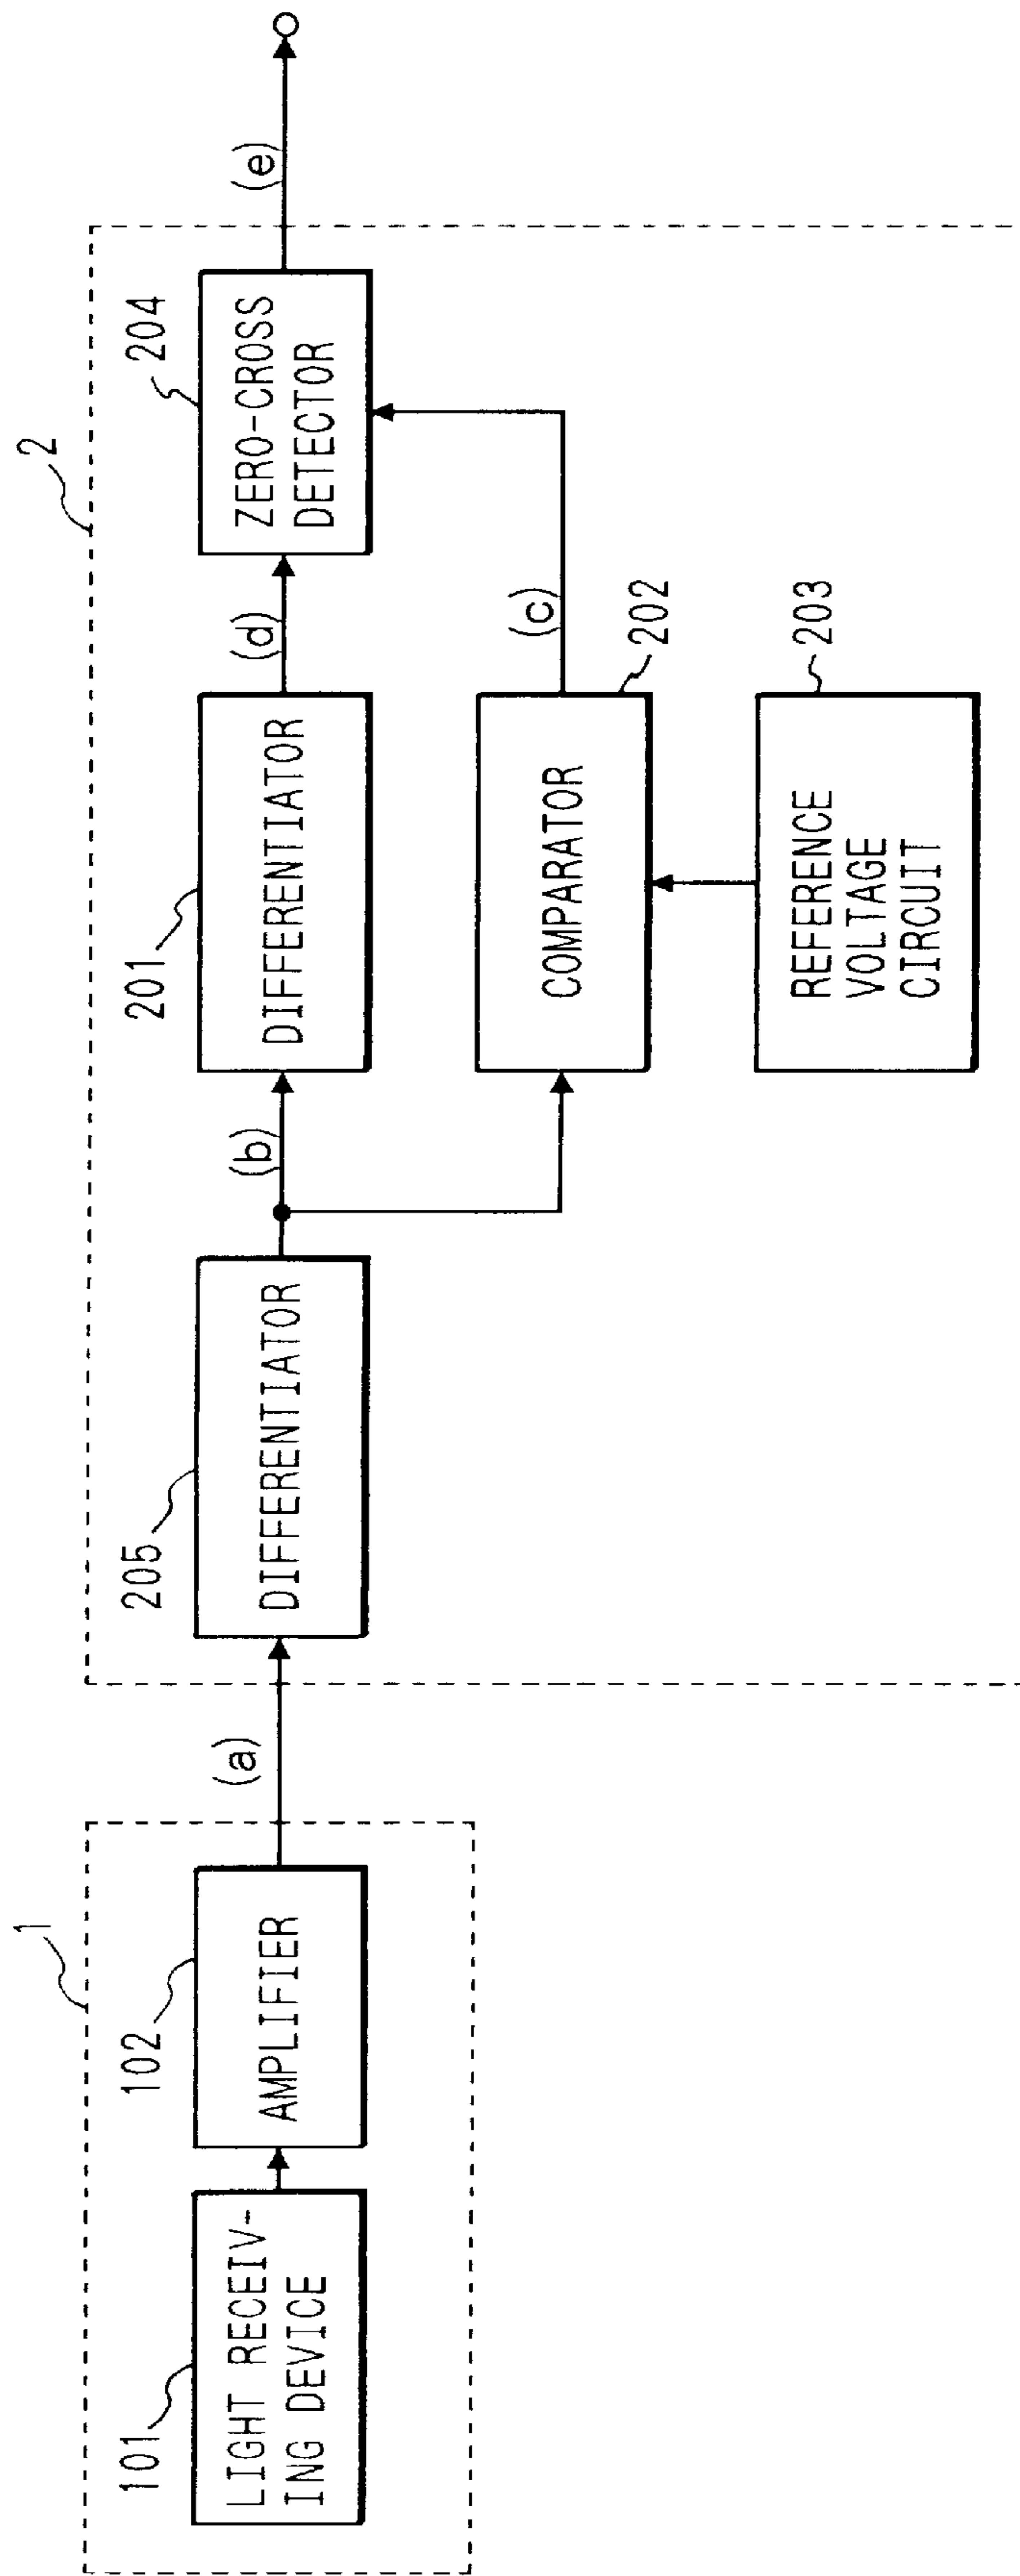 1
101
LIGHT RECEIV-
ING DEVICE
102
AMPLIFIER
(a)
2
205
DIFFERENTIATOR
(b)
201
DIFFERENTIATOR
(d)
204
ZERO-CROSS
DETECTOR
(e)
COMPARATOR
202
(c)
REFERENCE
VOLTAGE
CIRCUIT
203